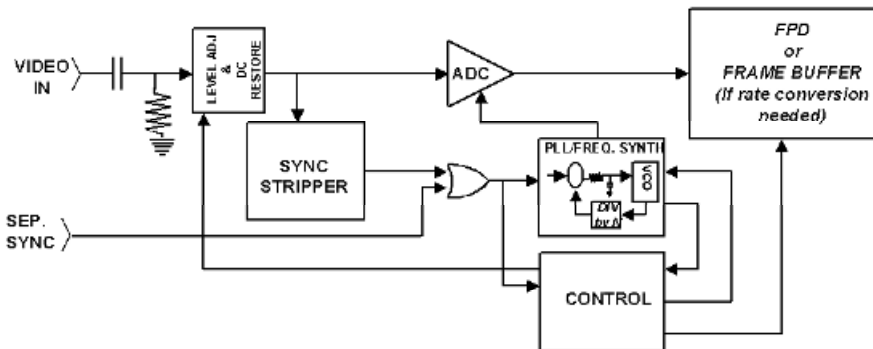 VIDEO
IN
LEVEL ADJ
&
DC
RESTORE
ADC
FPD
or
FRAME BUFFER
(If rate conversion
needed)
SYNC
STRIPPER
PLL/FREQ. SYNTH
VCO
DIV
by N
SEP.
SYNC
CONTROL